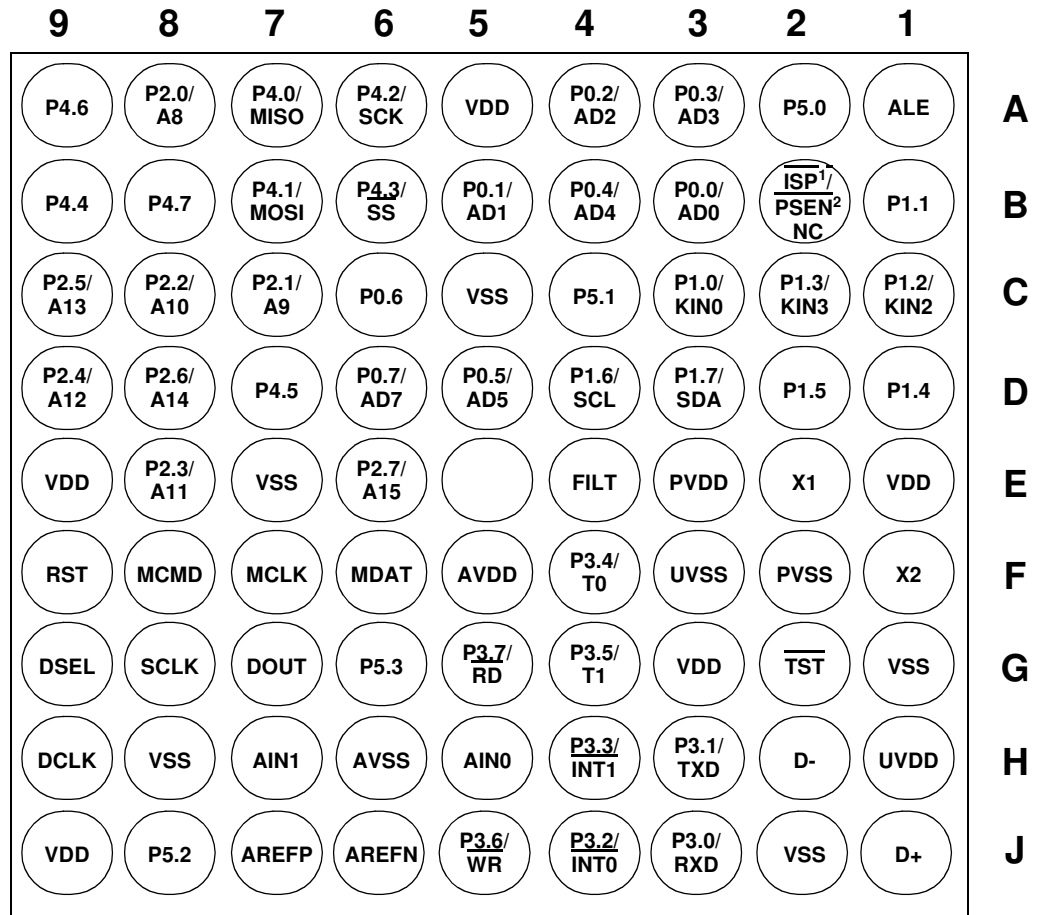 9 8 7 6 5 4 3 2 1
P4.6 P2.0/ P4.0/ P4.2/ VDD P0.2/ P0.3/ P5.0 ALE A
A8 MISO SCK AD2 AD3
P4.4 P4.7 P4.1/ P4.3/ P0.1/ P0.4/ P0.0/ ISP1/ P1.1 B
MOSI SS AD1 AD4 AD0 PSEN2
NC
P2.5/ P2.2/ P2.1/ P0.6 VSS P5.1 P1.0/ P1.3/ P1.2/ C
A13 A10 A9 KIN0 KIN3 KIN2
P2.4/ P2.6/ P4.5 P0.7/ P0.5/ P1.6/ P1.7/ P1.5 P1.4 D
A12 A14 AD7 AD5 SCL SDA
VDD P2.3/ VSS P2.7/ FILT PVDD X1 VDD E
A11 A15
RST MCMD MCLK MDAT AVDD P3.4/ UVSS PVSS X2 F
T0
DSEL SCLK DOUT P5.3 P3.7/ P3.5/ VDD TST VSS G
RD T1
DCLK VSS AIN1 AVSS AIN0 P3.3/ P3.1/ D- UVDD H
INT1 TXD
VDD P5.2 AREFP AREFN P3.6/ P3.2/ P3.0/ VSS D+ J
WR INT0 RXD